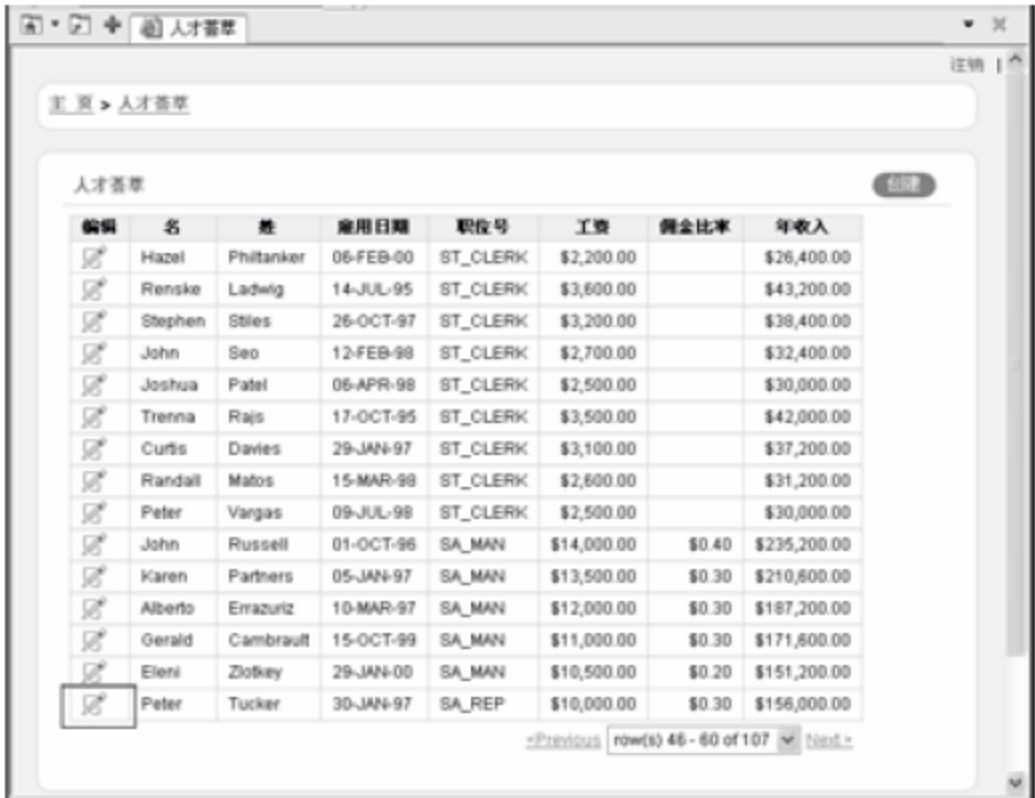 人才荟萃
注销 |
主 页 > 人才荟萃
人才荟萃 创建
编辑 名 姓 雇用日期 职位号 工资 佣金比率 年收入
Hazel Philtanker 06-FEB-00 ST_CLERK $2,200.00 $26,400.00
Renske Ladwig 14-JUL-95 ST_CLERK $3,600.00 $43,200.00
Stephen Stiles 26-OCT-97 ST_CLERK $3,200.00 $38,400.00
John Seo 12-FEB-98 ST_CLERK $2,700.00 $32,400.00
Joshua Patel 06-APR-98 ST_CLERK $2,500.00 $30,000.00
Trenna Rajs 17-OCT-95 ST_CLERK $3,500.00 $42,000.00
Curtis Davies 29-JAN-97 ST_CLERK $3,100.00 $37,200.00
Randall Matos 15-MAR-98 ST_CLERK $2,600.00 $31,200.00
Peter Vargas 09-JUL-98 ST_CLERK $2,500.00 $30,000.00
John Russell 01-OCT-96 SA_MAN $14,000.00 $0.40 $235,200.00
Karen Partners 05-JAN-97 SA_MAN $13,500.00 $0.30 $210,600.00
Alberto Errazuriz 10-MAR-97 SA_MAN $12,000.00 $0.30 $187,200.00
Gerald Cambrault 15-OCT-99 SA_MAN $11,000.00 $0.30 $171,600.00
Eleni Zlotkey 29-JAN-00 SA_MAN $10,500.00 $0.20 $151,200.00
Peter Tucker 30-JAN-97 SA_REP $10,000.00 $0.30 $156,000.00
<Previous row(s) 46 - 60 of 107 Next >